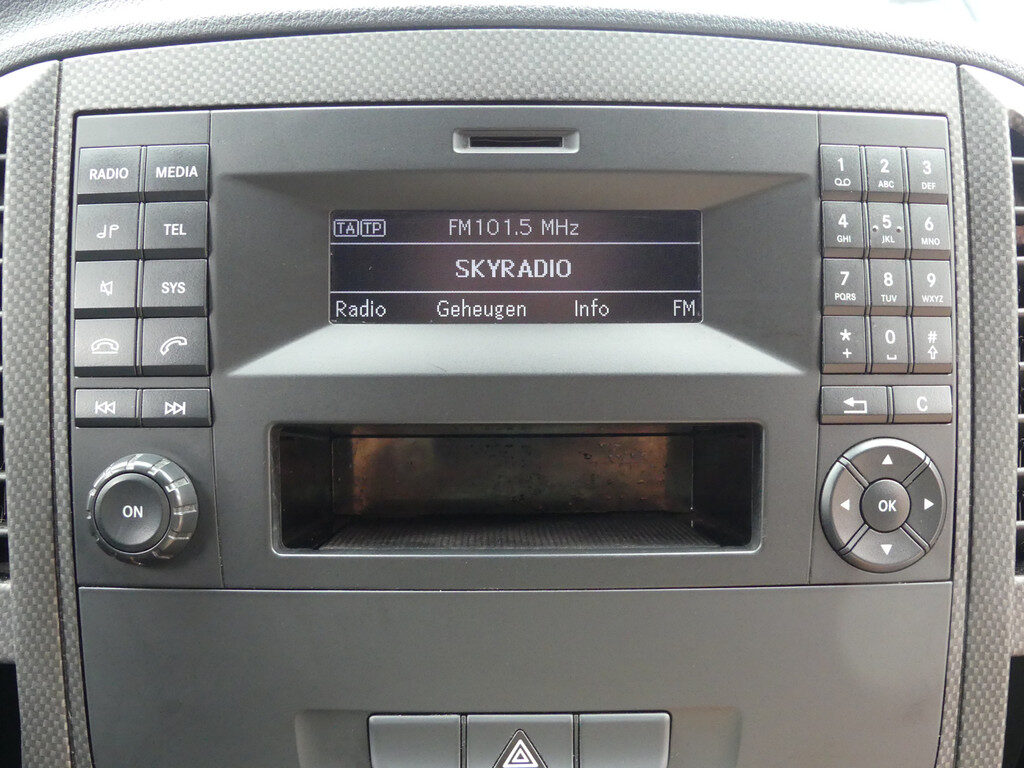 RADIO MEDIA
TEL
SYS
ON
TA TP FM101.5 MHz
SKYRADIO
Radio Geheugen Info FM
1 2 ABC 3 DEF
4 GHI 5 JKL 6 MNO
7 PQRS 8 TUV 9 WXYZ
* + 0 #
C
OK